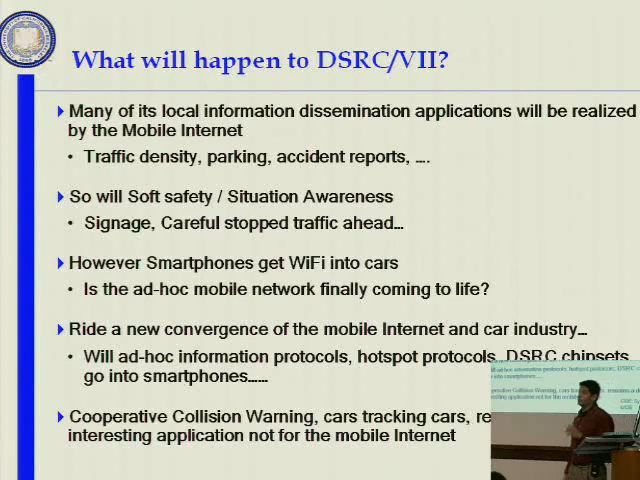 What will happen to DSRC/VII?
Many of its local information dissemination applications will be realized
by the Mobile Internet
• Traffic density, parking, accident reports, ....
So will Soft safety / Situation Awareness
• Signage, Careful stopped traffic ahead...
However Smartphones get WiFi into cars
• Is the ad-hoc mobile network finally coming to life?
Ride a new convergence of the mobile Internet and car industry...
• Will ad-hoc information protocols, hotspot protocols, DSRC chipsets
go into smartphones......
Cooperative Collision Warning, cars tracking cars, re
interesting application not for the mobile Internet